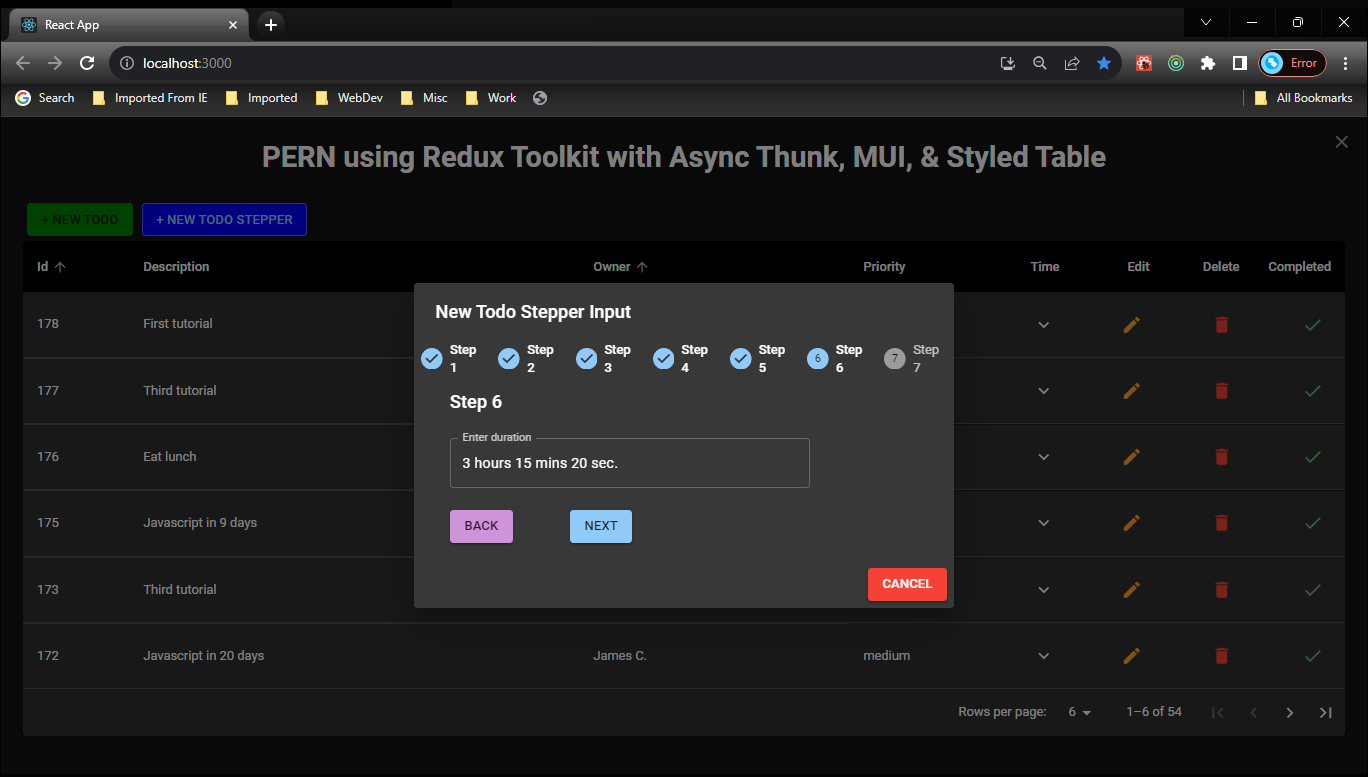 React App
localhost:3000
Error
Search Imported From IE Imported WebDev Misc Work All Bookmarks
PERN using Redux Toolkit with Async Thunk, MUI, & Styled Table
+ NEW TODO + NEW TODO STEPPER
Id Description Owner Priority Time Edit Delete Completed
178 First tutorial
177 Third tutorial
176 Eat lunch
175 Javascript in 9 days
173 Third tutorial
172 Javascript in 20 days James C. medium
Rows per page: 6 1–6 of 54
New Todo Stepper Input
Step 1
Step 2
Step 3
Step 4
Step 5
6 Step 6
7 Step 7
Step 6
Enter duration
3 hours 15 mins 20 sec.
BACK NEXT
CANCEL